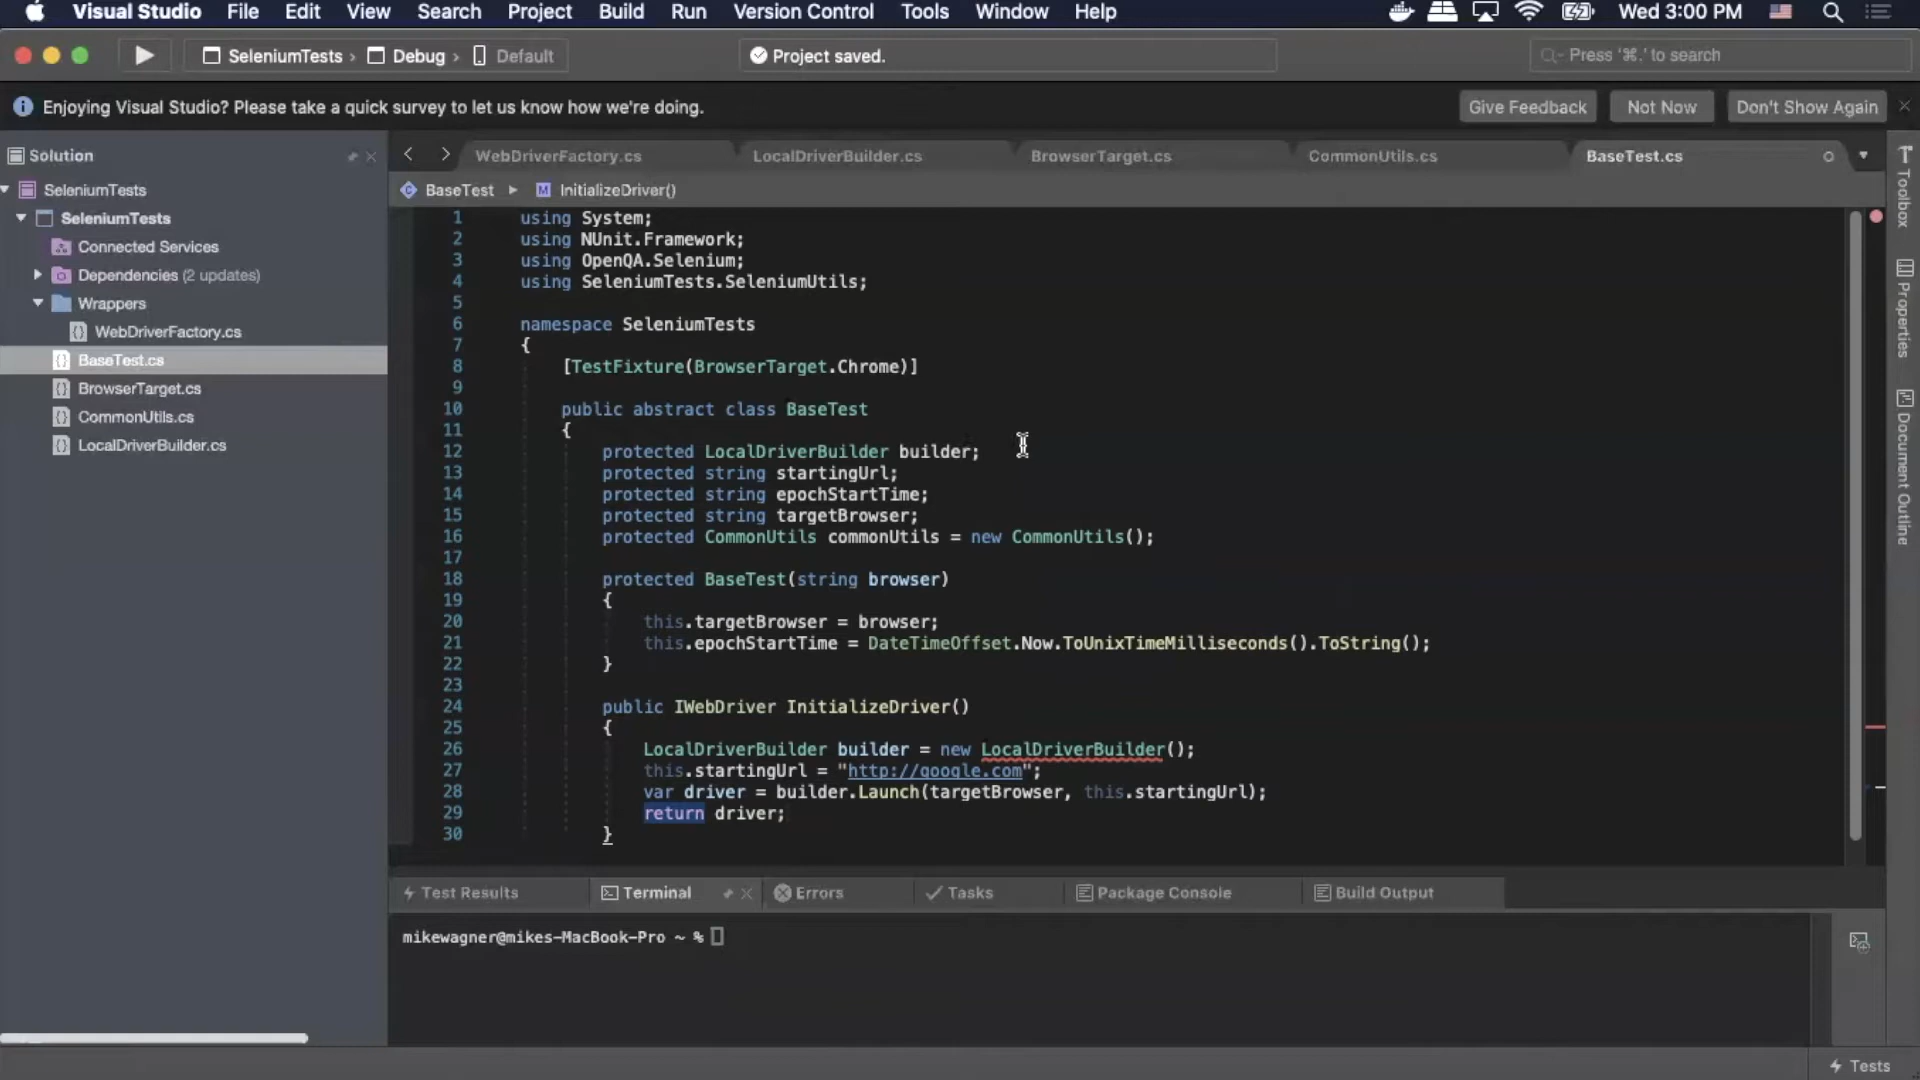 Visual Studio File Edit View Search Project Build Run Version Control Tools Window Help Wed 3:00 PM
SeleniumTests › Debug › Default Project saved. Press '⌘.' to search
Enjoying Visual Studio? Please take a quick survey to let us know how we're doing. Give Feedback Not Now Don't Show Again
Solution
SeleniumTests
SeleniumTests
Connected Services
Dependencies (2 updates)
Wrappers
WebDriverFactory.cs
BaseTest.cs
BrowserTarget.cs
CommonUtils.cs
LocalDriverBuilder.cs
WebDriverFactory.cs LocalDriverBuilder.cs BrowserTarget.cs CommonUtils.cs BaseTest.cs
BaseTest InitializeDriver()
1 using System;
2 using NUnit.Framework;
3 using OpenQA.Selenium;
4 using SeleniumTests.SeleniumUtils;
5
6 namespace SeleniumTests
7 {
8 [TestFixture(BrowserTarget.Chrome)]
9
10 public abstract class BaseTest
11 {
12 protected LocalDriverBuilder builder;
13 protected string startingUrl;
14 protected string epochStartTime;
15 protected string targetBrowser;
16 protected CommonUtils commonUtils = new CommonUtils();
17
18 protected BaseTest(string browser)
19 {
20 this.targetBrowser = browser;
21 this.epochStartTime = DateTimeOffset.Now.ToUnixTimeMilliseconds().ToString();
22 }
23
24 public IWebDriver InitializeDriver()
25 {
26 LocalDriverBuilder builder = new LocalDriverBuilder();
27 this.startingUrl = "http://google.com";
28 var driver = builder.Launch(targetBrowser, this.startingUrl);
29 return driver;
30 }
Toolbox
Properties
Document Outline
Test Results Terminal Errors Tasks Package Console Build Output
mikewagner@mikes-MacBook-Pro ~ %
Tests